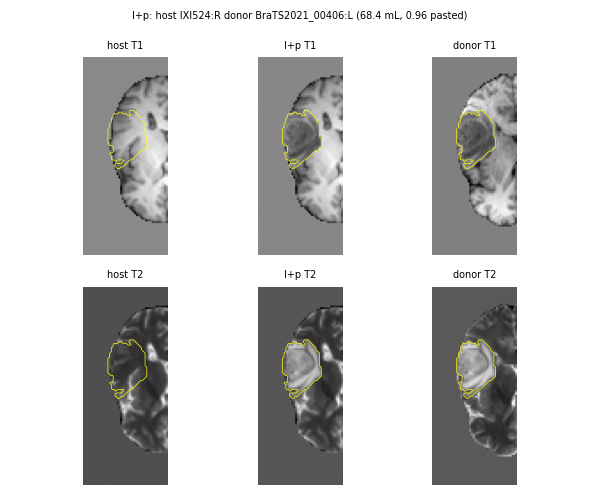 I+p: host IXI524:R donor BraTS2021_00406:L (68.4 mL, 0.96 pasted)
host T1
I+p T1
donor T1
host T2
I+p T2
donor T2